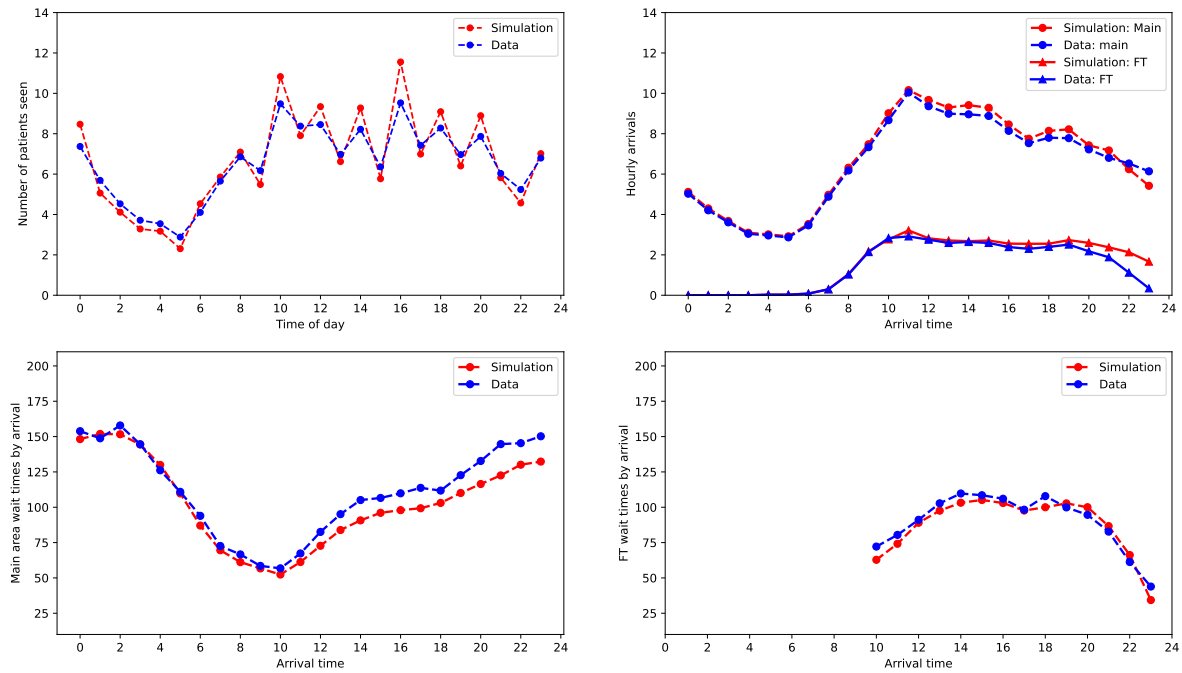 14
12
10
8
6
4
2
0
Number of patients seen
Simulation
Data
0 2 4 6 8 10 12 14 16 18 20 22 24
Time of day
14
12
10
8
6
4
2
0
Hourly arrivals
Simulation: Main
Data: main
Simulation: FT
Data: FT
0 2 4 6 8 10 12 14 16 18 20 22 24
Arrival time
200
175
150
125
100
75
50
25
Main area wait times by arrival
Simulation
Data
0 2 4 6 8 10 12 14 16 18 20 22 24
Arrival time
200
175
150
125
100
75
50
25
FT wait times by arrival
Simulation
Data
0 2 4 6 8 10 12 14 16 18 20 22 24
Arrival time